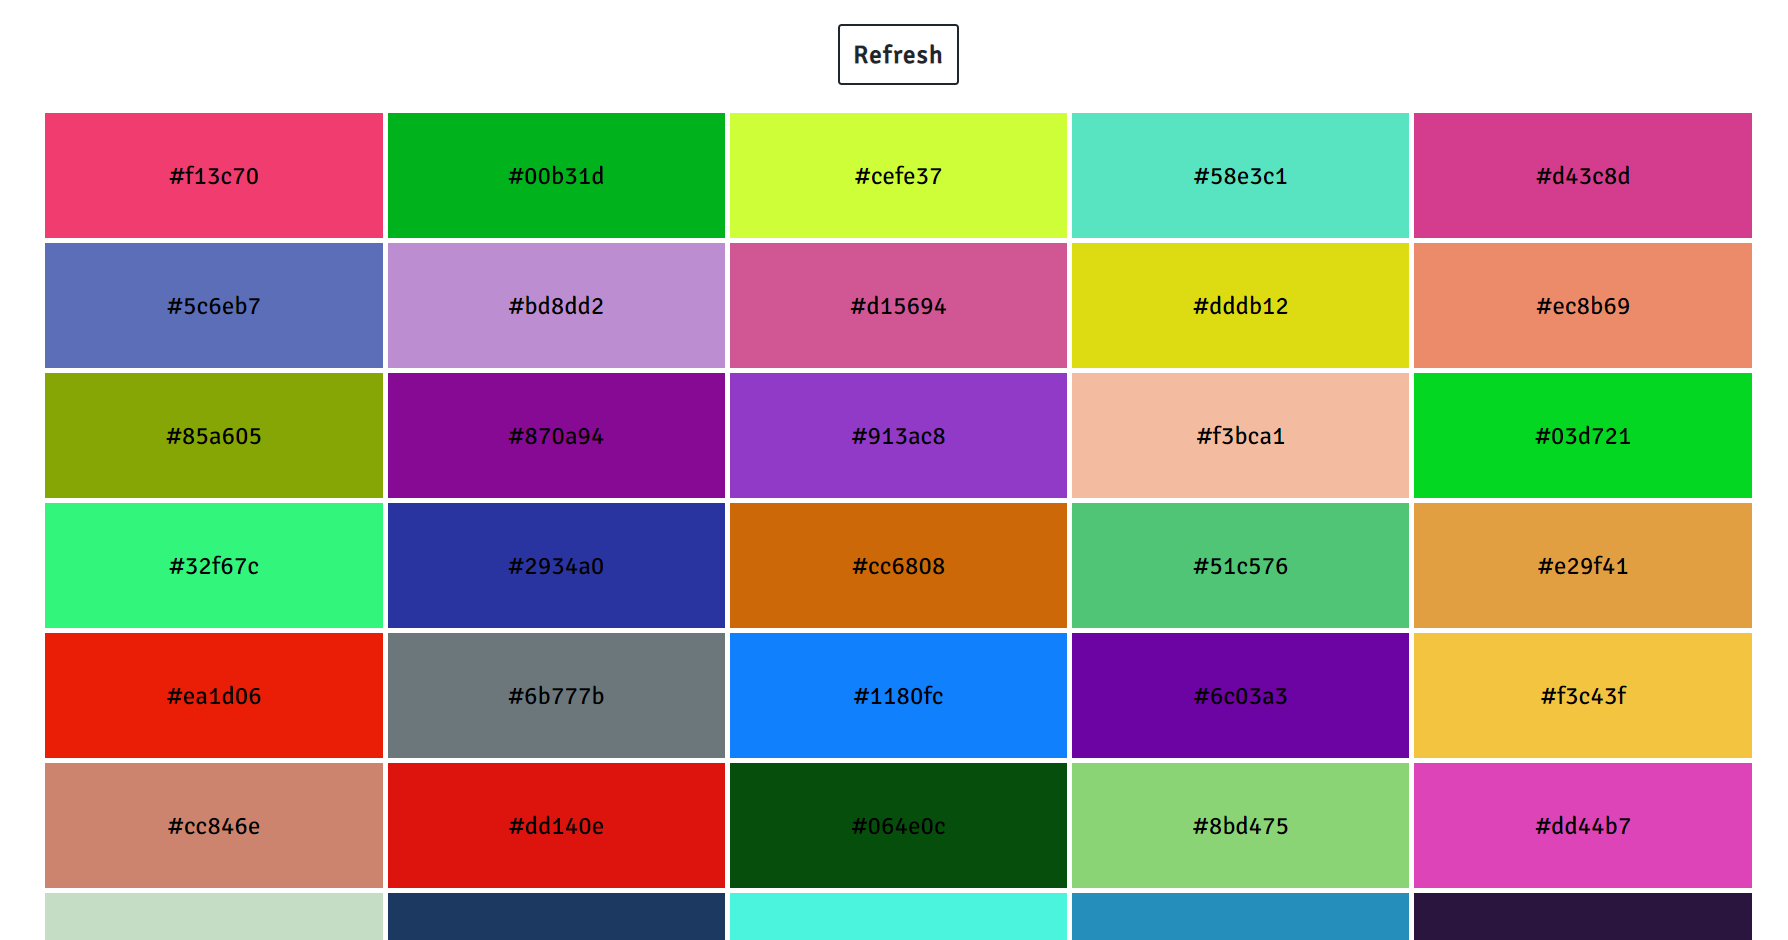 Refresh
#f13c70 #00b31d #cefe37 #58e3c1 #d43c8d
#5c6eb7 #bd8dd2 #d15694 #dddb12 #ec8b69
#85a605 #870a94 #913ac8 #f3bca1 #03d721
#32f67c #2934a0 #cc6808 #51c576 #e29f41
#ea1d06 #6b777b #1180fc #6c03a3 #f3c43f
#cc846e #dd140e #064e0c #8bd475 #dd44b7